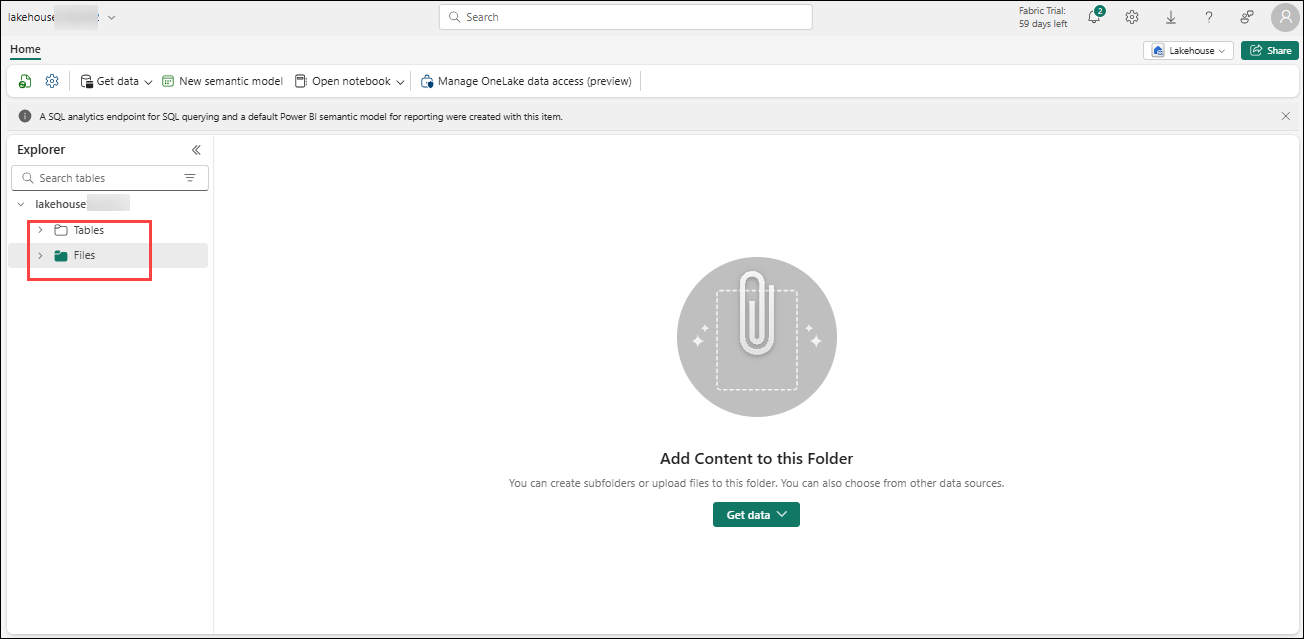 lakehouse
Search
Fabric Trial:
59 days left
2
Home
Lakehouse
Share
Get data
New semantic model
Open notebook
Manage OneLake data access (preview)
A SQL analytics endpoint for SQL querying and a default Power BI semantic model for reporting were created with this item.
Explorer
Search tables
lakehouse
Tables
Files
Add Content to this Folder
You can create subfolders or upload files to this folder. You can also choose from other data sources.
Get data